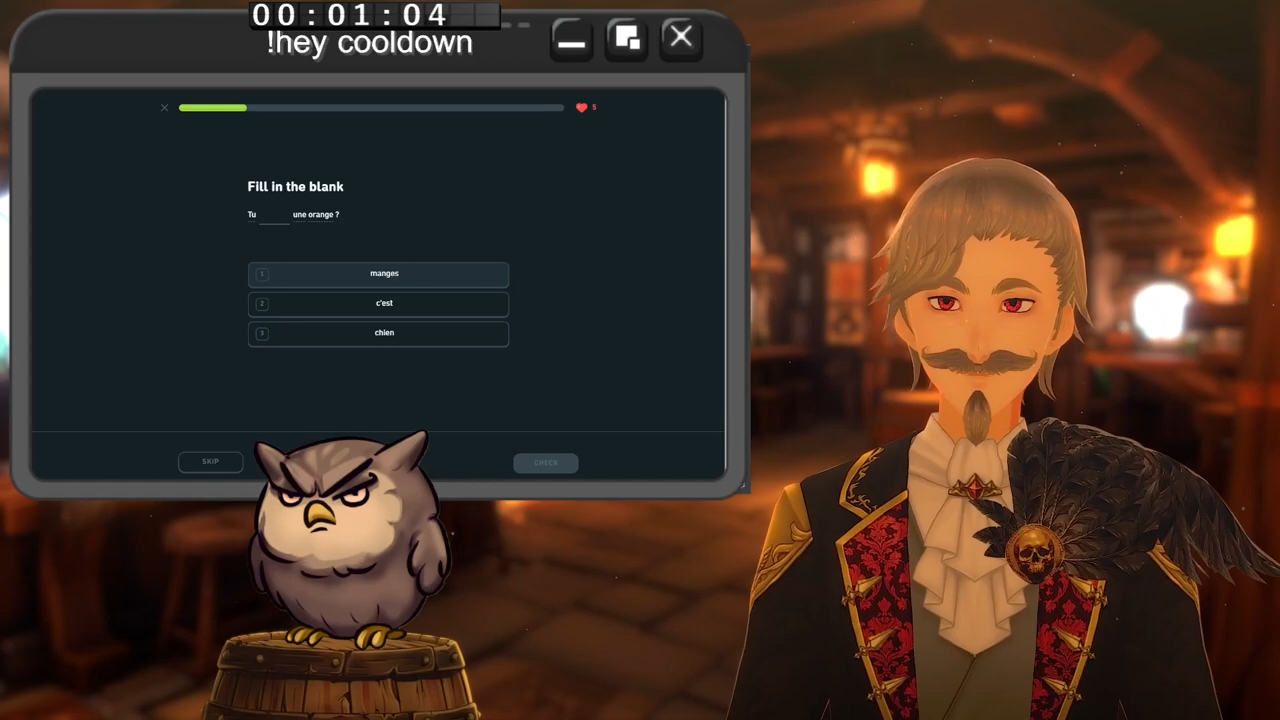 00:01:04
!hey cooldown
5
Fill in the blank
Tu ______ une orange ?
1 manges
2 c'est
3 chien
SKIP
CHECK